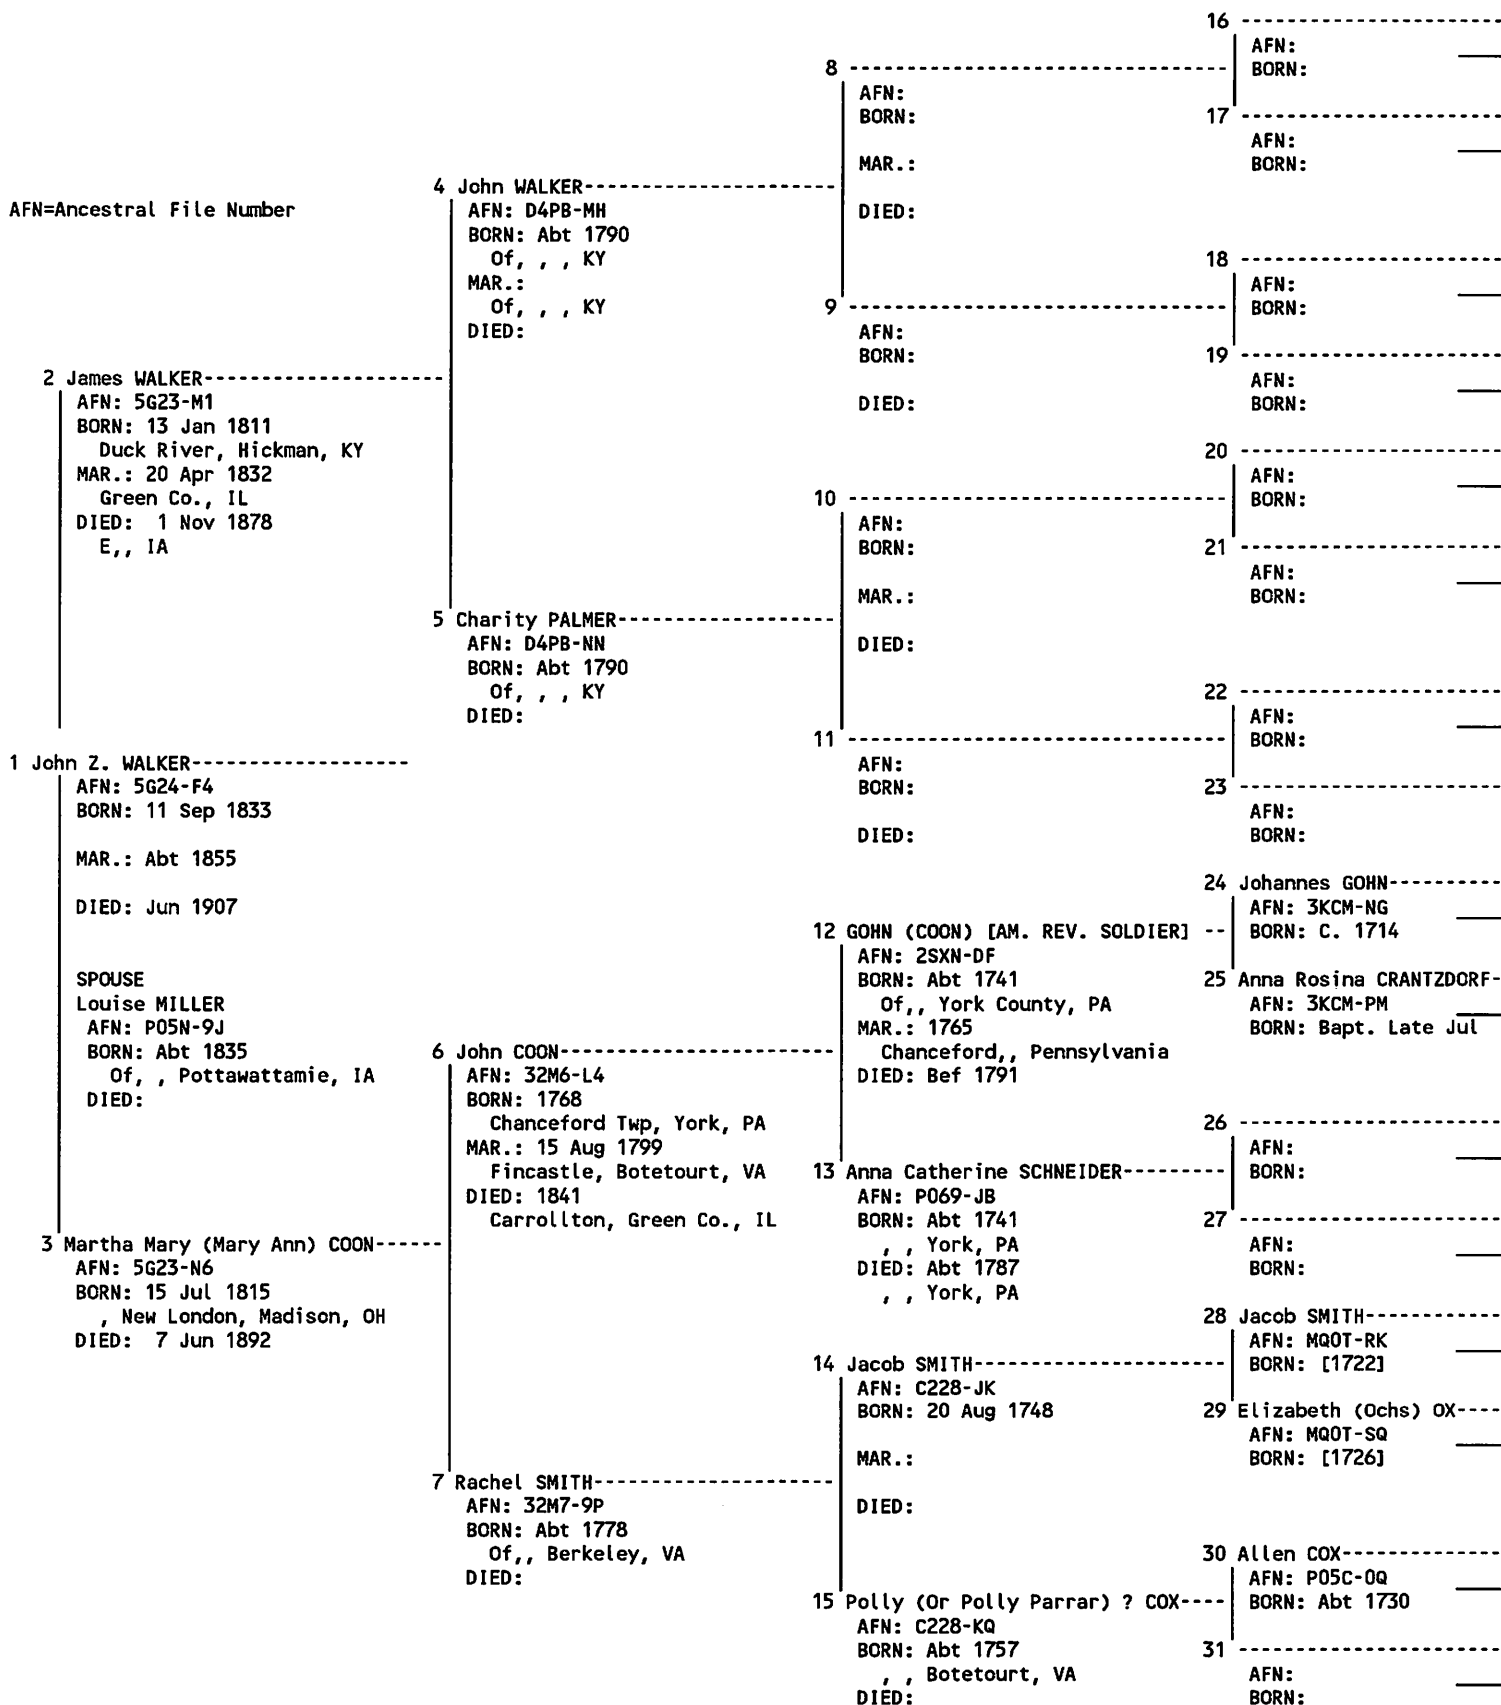 AFN=Ancestral File Number
1 John Z. WALKER------------------
AFN: 5G24-F4
BORN: 11 Sep 1833
MAR.: Abt 1855
DIED: Jun 1907
SPOUSE
Louise MILLER
AFN: P05N-9J
BORN: Abt 1835
Of, , Pottawattamie, IA
DIED:
2 James WALKER--------------------
AFN: 5G23-M1
BORN: 13 Jan 1811
Duck River, Hickman, KY
MAR.: 20 Apr 1832
Green Co., IL
DIED: 1 Nov 1878
E,, IA
3 Martha Mary (Mary Ann) COON------
AFN: 5G23-N6
BORN: 15 Jul 1815
, New London, Madison, OH
DIED: 7 Jun 1892
4 John WALKER---------------------
AFN: D4PB-MH
BORN: Abt 1790
Of, , , KY
MAR.:
Of, , , KY
DIED:
5 Charity PALMER------------------
AFN: D4PB-NN
BORN: Abt 1790
Of, , , KY
DIED:
6 John COON-----------------------
AFN: 32M6-L4
BORN: 1768
Chanceford Twp, York, PA
MAR.: 15 Aug 1799
Fincastle, Botetourt, VA
DIED: 1841
Carrollton, Green Co., IL
7 Rachel SMITH--------------------
AFN: 32M7-9P
BORN: Abt 1778
Of,, Berkeley, VA
DIED:
8 --------------------------------
AFN:
BORN:
MAR.:
DIED:
9 --------------------------------
AFN:
BORN:
DIED:
10 --------------------------------
AFN:
BORN:
MAR.:
DIED:
11 --------------------------------
AFN:
BORN:
DIED:
12 GOHN (COON) [AM. REV. SOLDIER] --
AFN: 2SXN-DF
BORN: Abt 1741
Of,, York County, PA
MAR.: 1765
Chanceford,, Pennsylvania
DIED: Bef 1791
13 Anna Catherine SCHNEIDER---------
AFN: P069-JB
BORN: Abt 1741
, , York, PA
DIED: Abt 1787
, , York, PA
14 Jacob SMITH----------------------
AFN: C228-JK
BORN: 20 Aug 1748
MAR.:
DIED:
15 Polly (Or Polly Parrar) ? COX----
AFN: C228-KQ
BORN: Abt 1757
, , Botetourt, VA
DIED:
16 -----------------------
AFN:
BORN:
17 -----------------------
AFN:
BORN:
18 -----------------------
AFN:
BORN:
19 -----------------------
AFN:
BORN:
20 -----------------------
AFN:
BORN:
21 -----------------------
AFN:
BORN:
22 -----------------------
AFN:
BORN:
23 -----------------------
AFN:
BORN:
24 Johannes GOHN----------
AFN: 3KCM-NG
BORN: C. 1714
25 Anna Rosina CRANTZDORF-
AFN: 3KCM-PM
BORN: Bapt. Late Jul
26 -----------------------
AFN:
BORN:
27 -----------------------
AFN:
BORN:
28 Jacob SMITH------------
AFN: MQ0T-RK
BORN: [1722]
29 Elizabeth (Ochs) OX----
AFN: MQ0T-SQ
BORN: [1726]
30 Allen COX--------------
AFN: P05C-0Q
BORN: Abt 1730
31 -----------------------
AFN:
BORN: